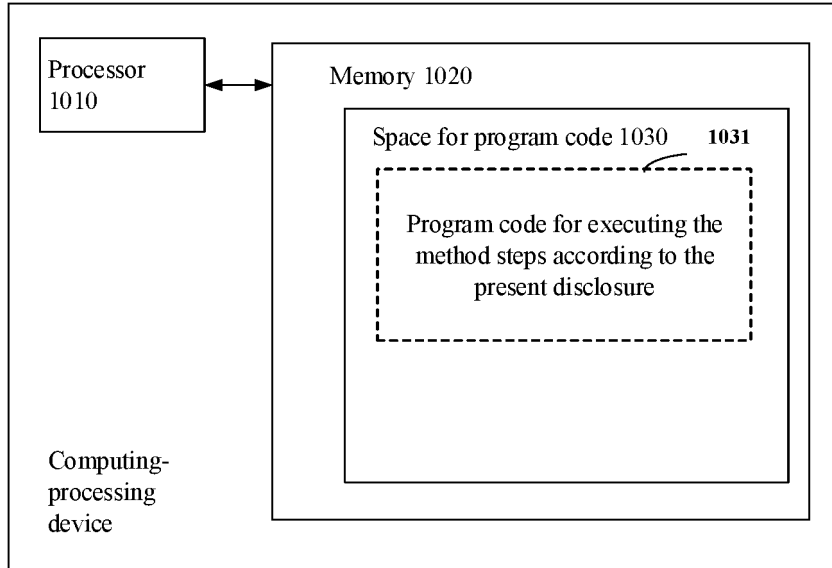 Processor
1010
Memory 1020
Space for program code 1030
1031
Program code for executing the
method steps according to the
present disclosure
Computing-
processing
device